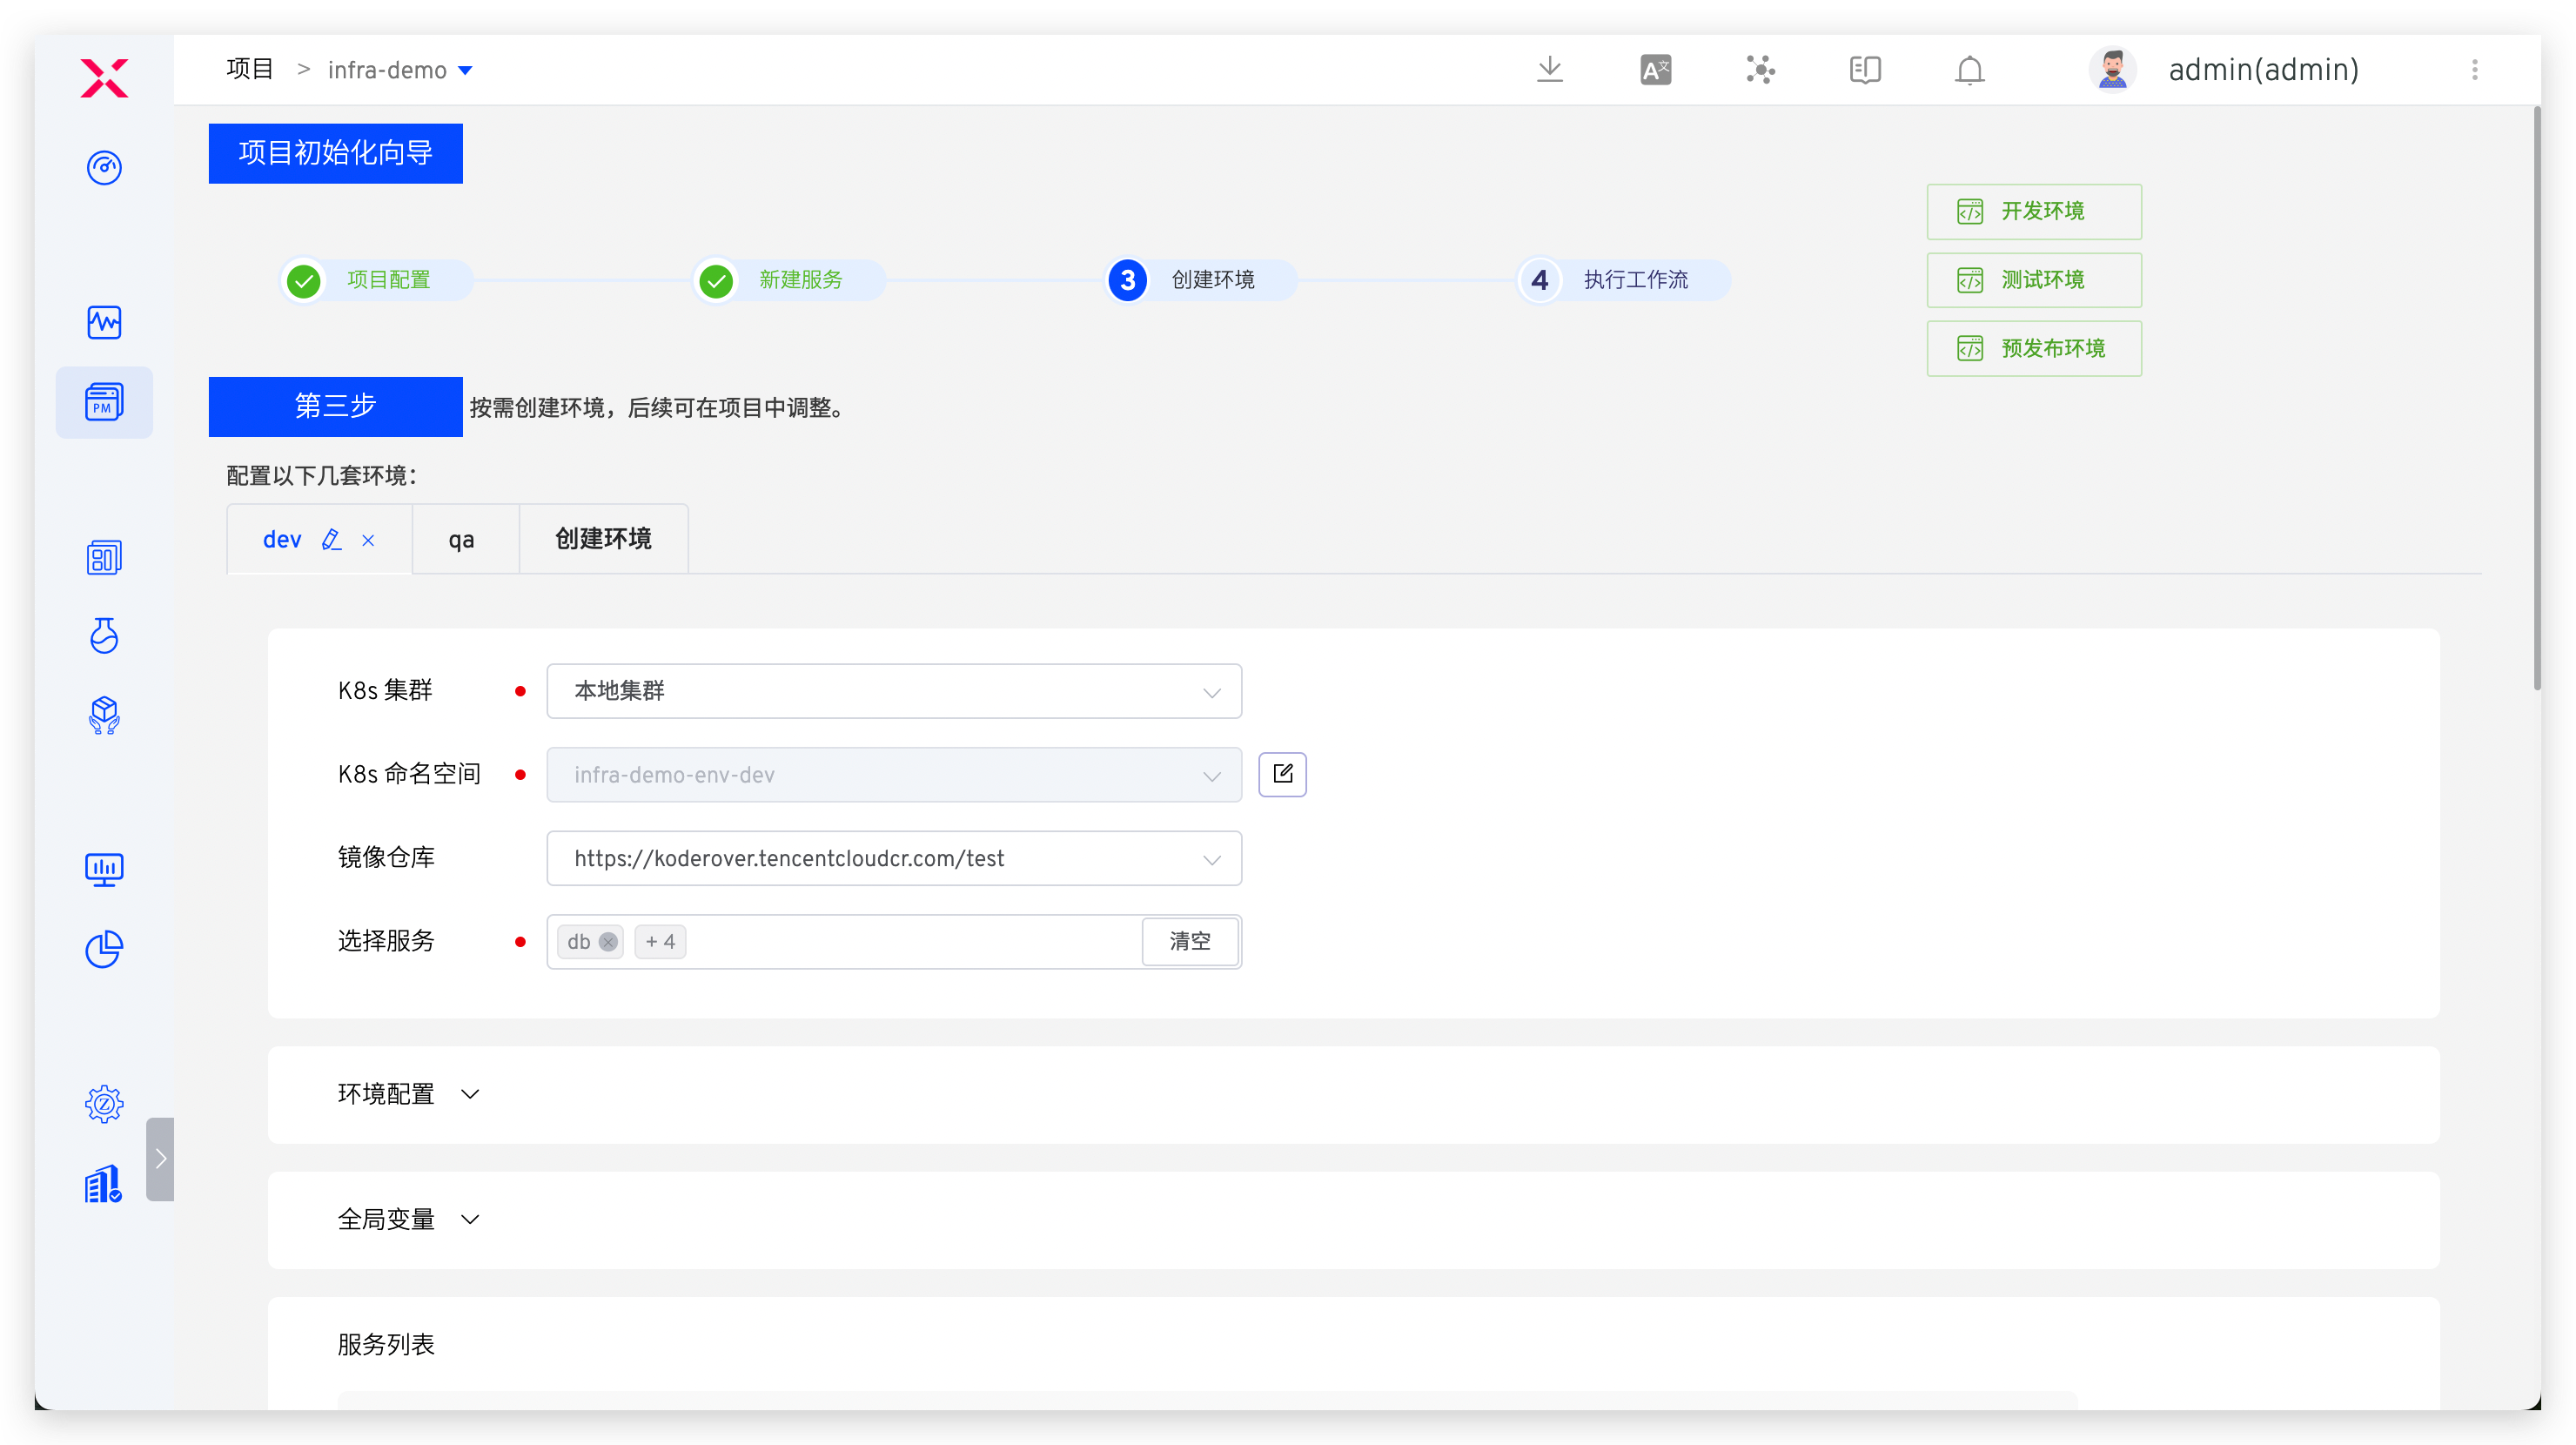 项目 > infra-demo
admin(admin)
项目初始化向导
项目配置
新建服务
3 创建环境
4 执行工作流
开发环境
测试环境
预发布环境
第三步 按需创建环境，后续可在项目中调整。
配置以下几套环境：
dev qa 创建环境
K8s 集群 本地集群
K8s 命名空间 infra-demo-env-dev
镜像仓库 https://koderover.tencentcloudcr.com/test
选择服务 db + 4 清空
环境配置
全局变量
服务列表
PM
A文
Z